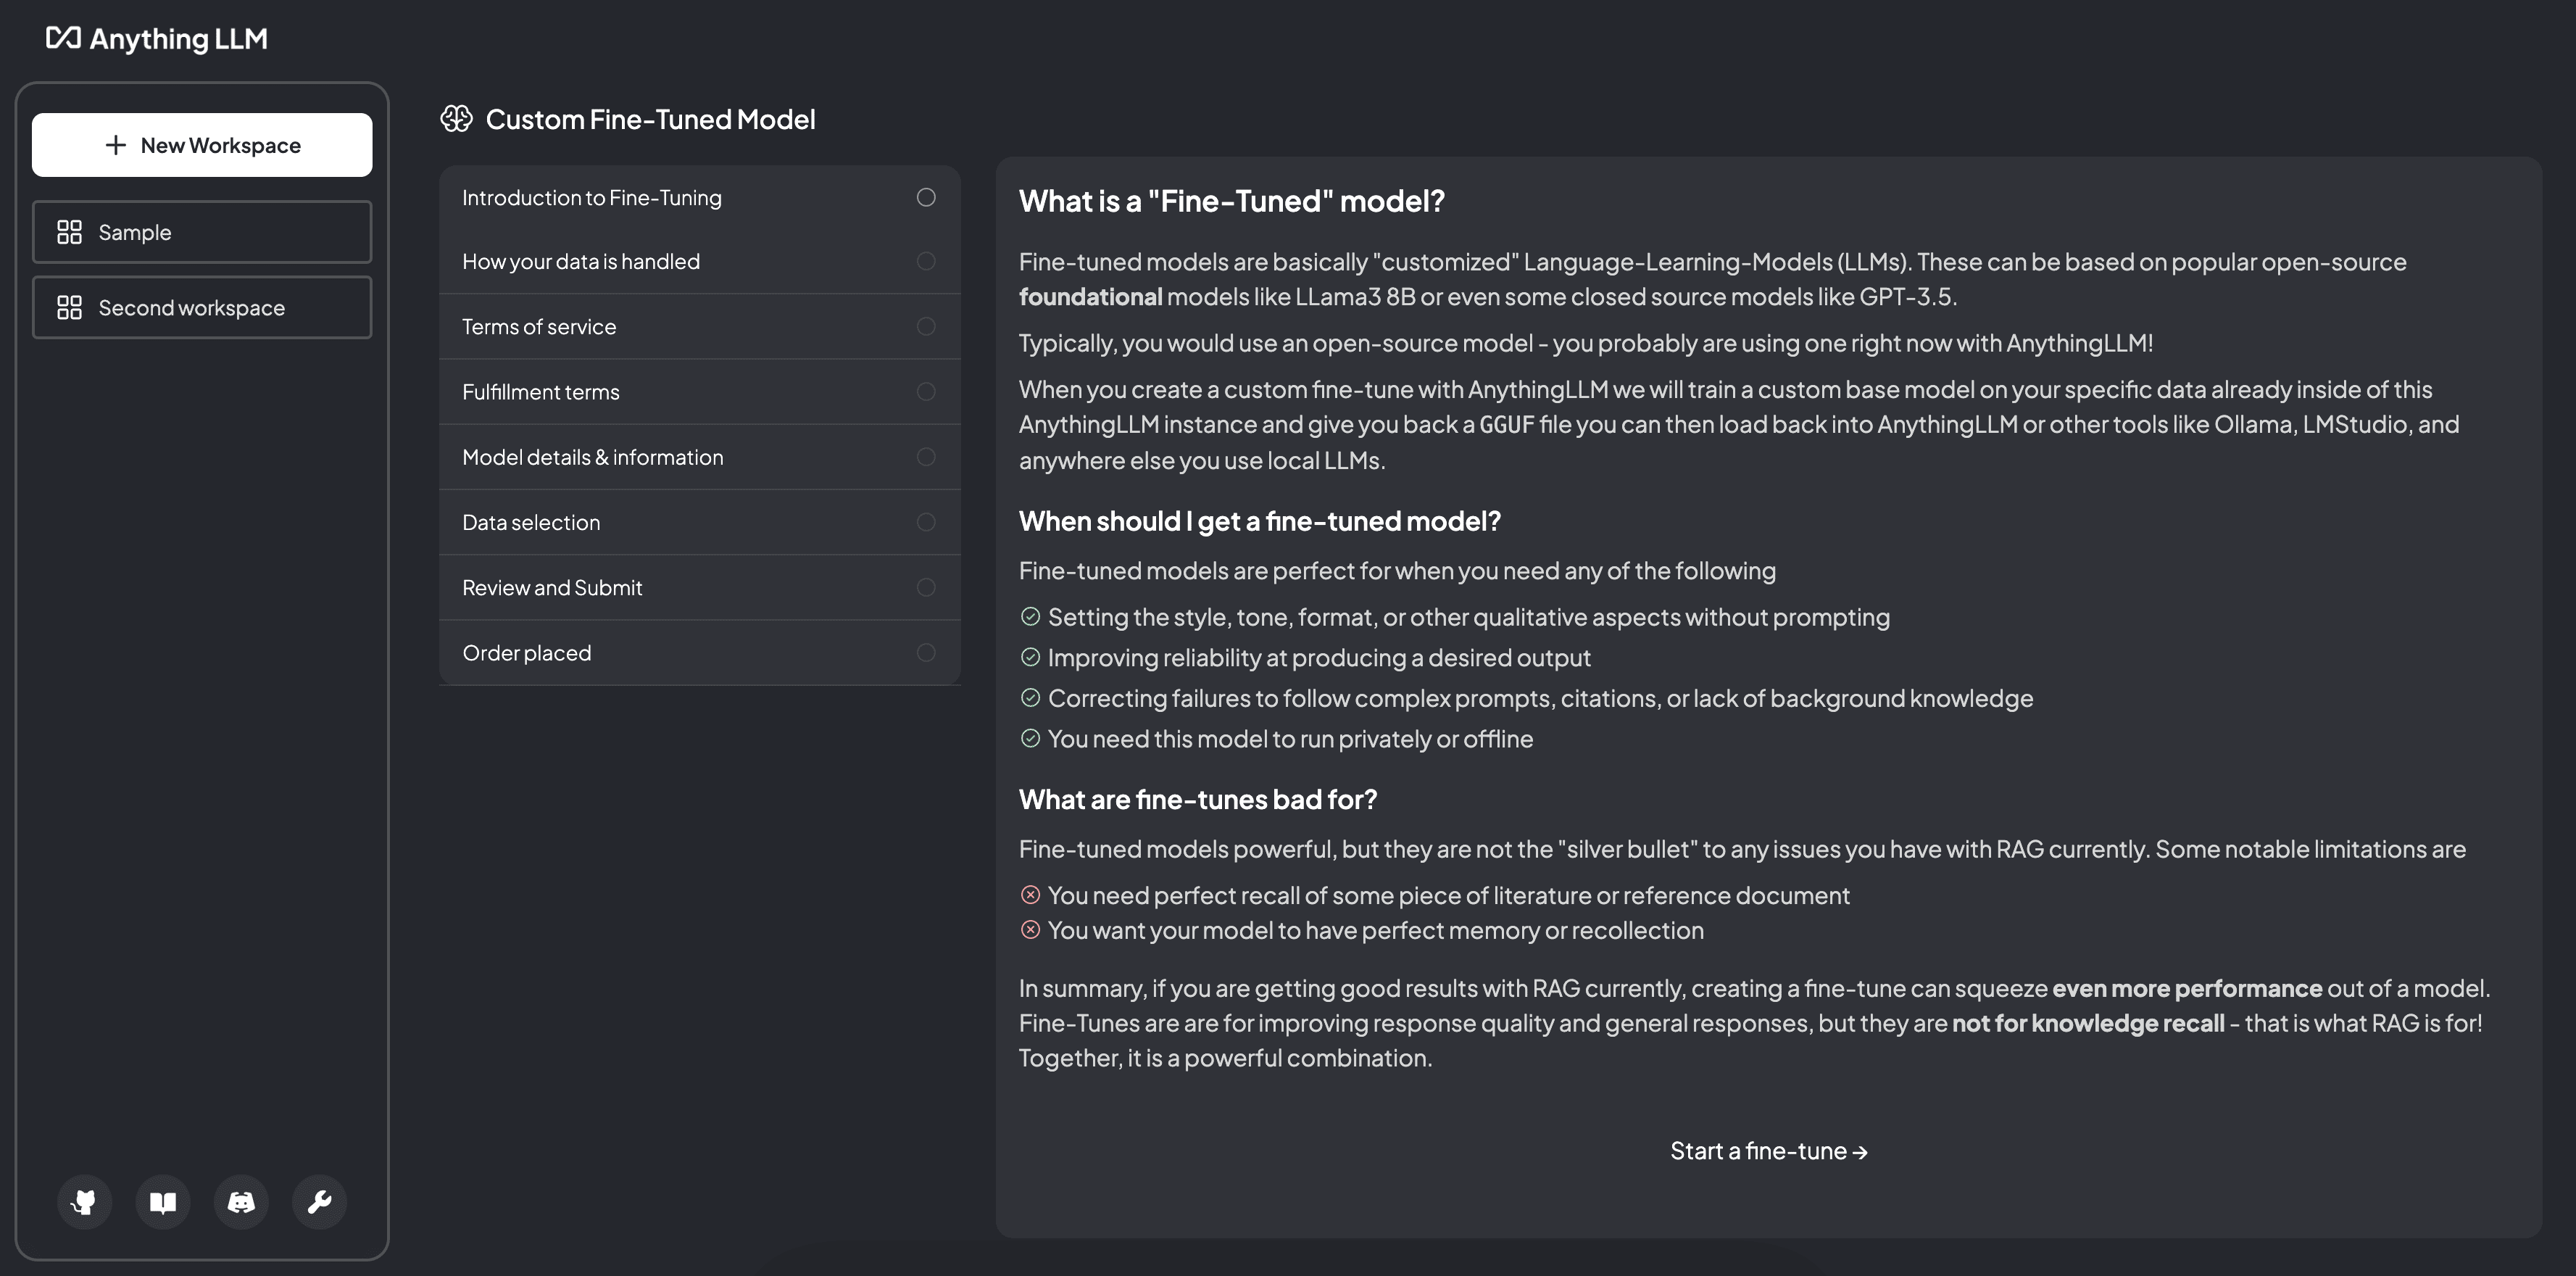 Anything LLM
New Workspace
Sample
Second workspace
Custom Fine-Tuned Model
Introduction to Fine-Tuning
How your data is handled
Terms of service
Fulfillment terms
Model details & information
Data selection
Review and Submit
Order placed
What is a "Fine-Tuned" model?
Fine-tuned models are basically "customized" Language-Learning-Models (LLMs). These can be based on popular open-source
foundational models like LLama3 8B or even some closed source models like GPT-3.5.
Typically, you would use an open-source model - you probably are using one right now with AnythingLLM!
When you create a custom fine-tune with AnythingLLM we will train a custom base model on your specific data already inside of this
AnythingLLM instance and give you back a GGUF file you can then load back into AnythingLLM or other tools like Ollama, LMStudio, and
anywhere else you use local LLMs.
When should I get a fine-tuned model?
Fine-tuned models are perfect for when you need any of the following
Setting the style, tone, format, or other qualitative aspects without prompting
Improving reliability at producing a desired output
Correcting failures to follow complex prompts, citations, or lack of background knowledge
You need this model to run privately or offline
What are fine-tunes bad for?
Fine-tuned models powerful, but they are not the "silver bullet" to any issues you have with RAG currently. Some notable limitations are
You need perfect recall of some piece of literature or reference document
You want your model to have perfect memory or recollection
In summary, if you are getting good results with RAG currently, creating a fine-tune can squeeze even more performance out of a model.
Fine-Tunes are are for improving response quality and general responses, but they are not for knowledge recall - that is what RAG is for!
Together, it is a powerful combination.
Start a fine-tune →